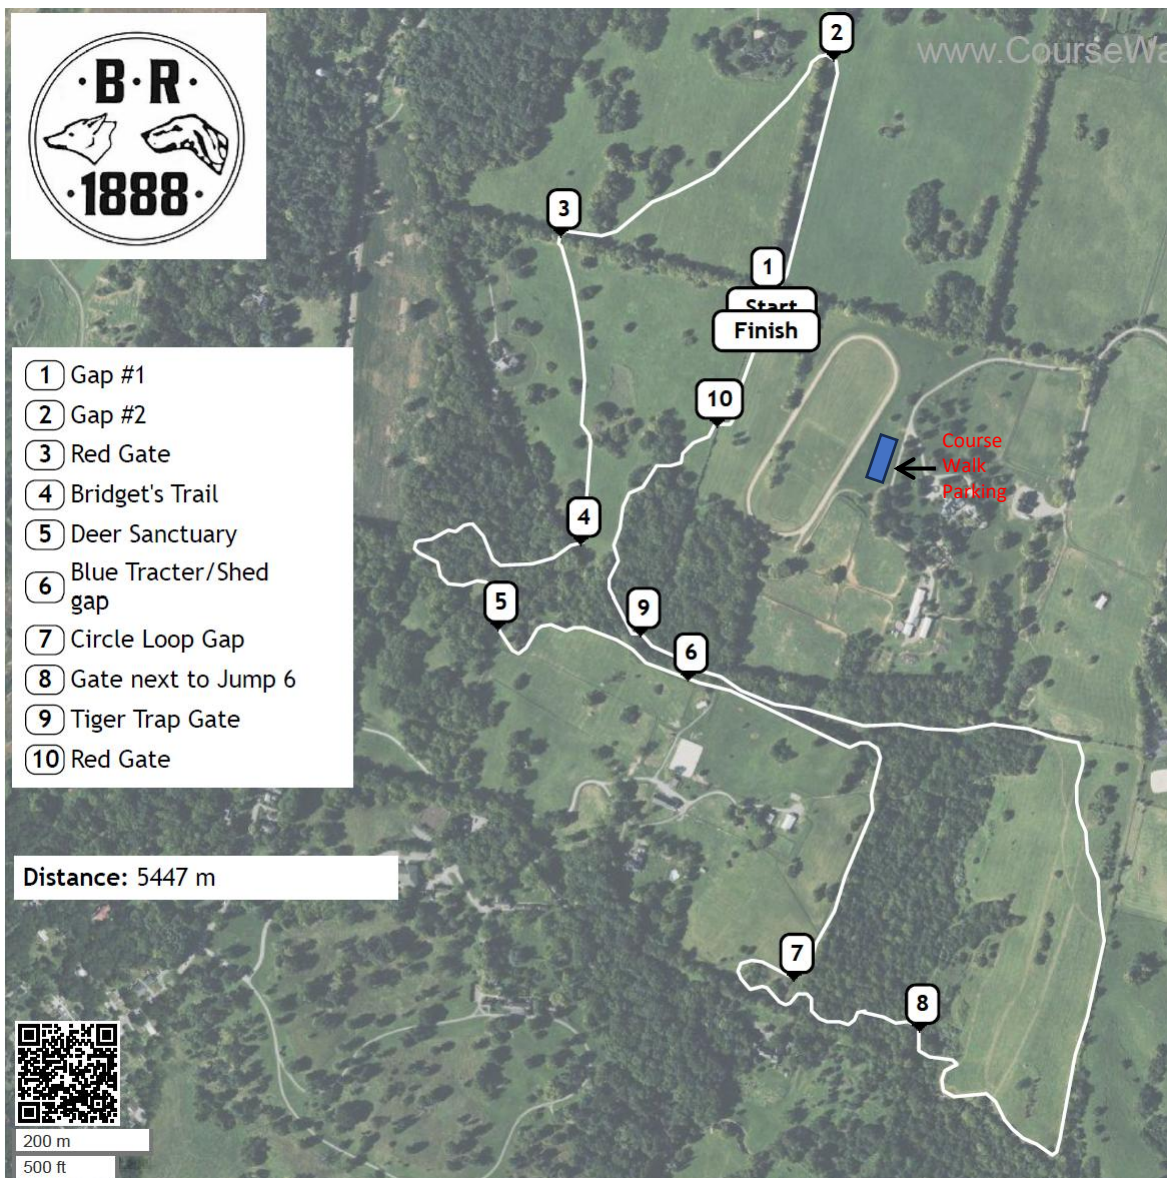 ·B·R·
·1888·
www.CourseWa
2
3
1
Start
Finish
10
4
5
9
6
7
8
Course
Walk
Parking
1 Gap #1
2 Gap #2
3 Red Gate
4 Bridget's Trail
5 Deer Sanctuary
6 Blue Tracter/Shed
gap
7 Circle Loop Gap
8 Gate next to Jump 6
9 Tiger Trap Gate
10 Red Gate
Distance: 5447 m
200 m
500 ft